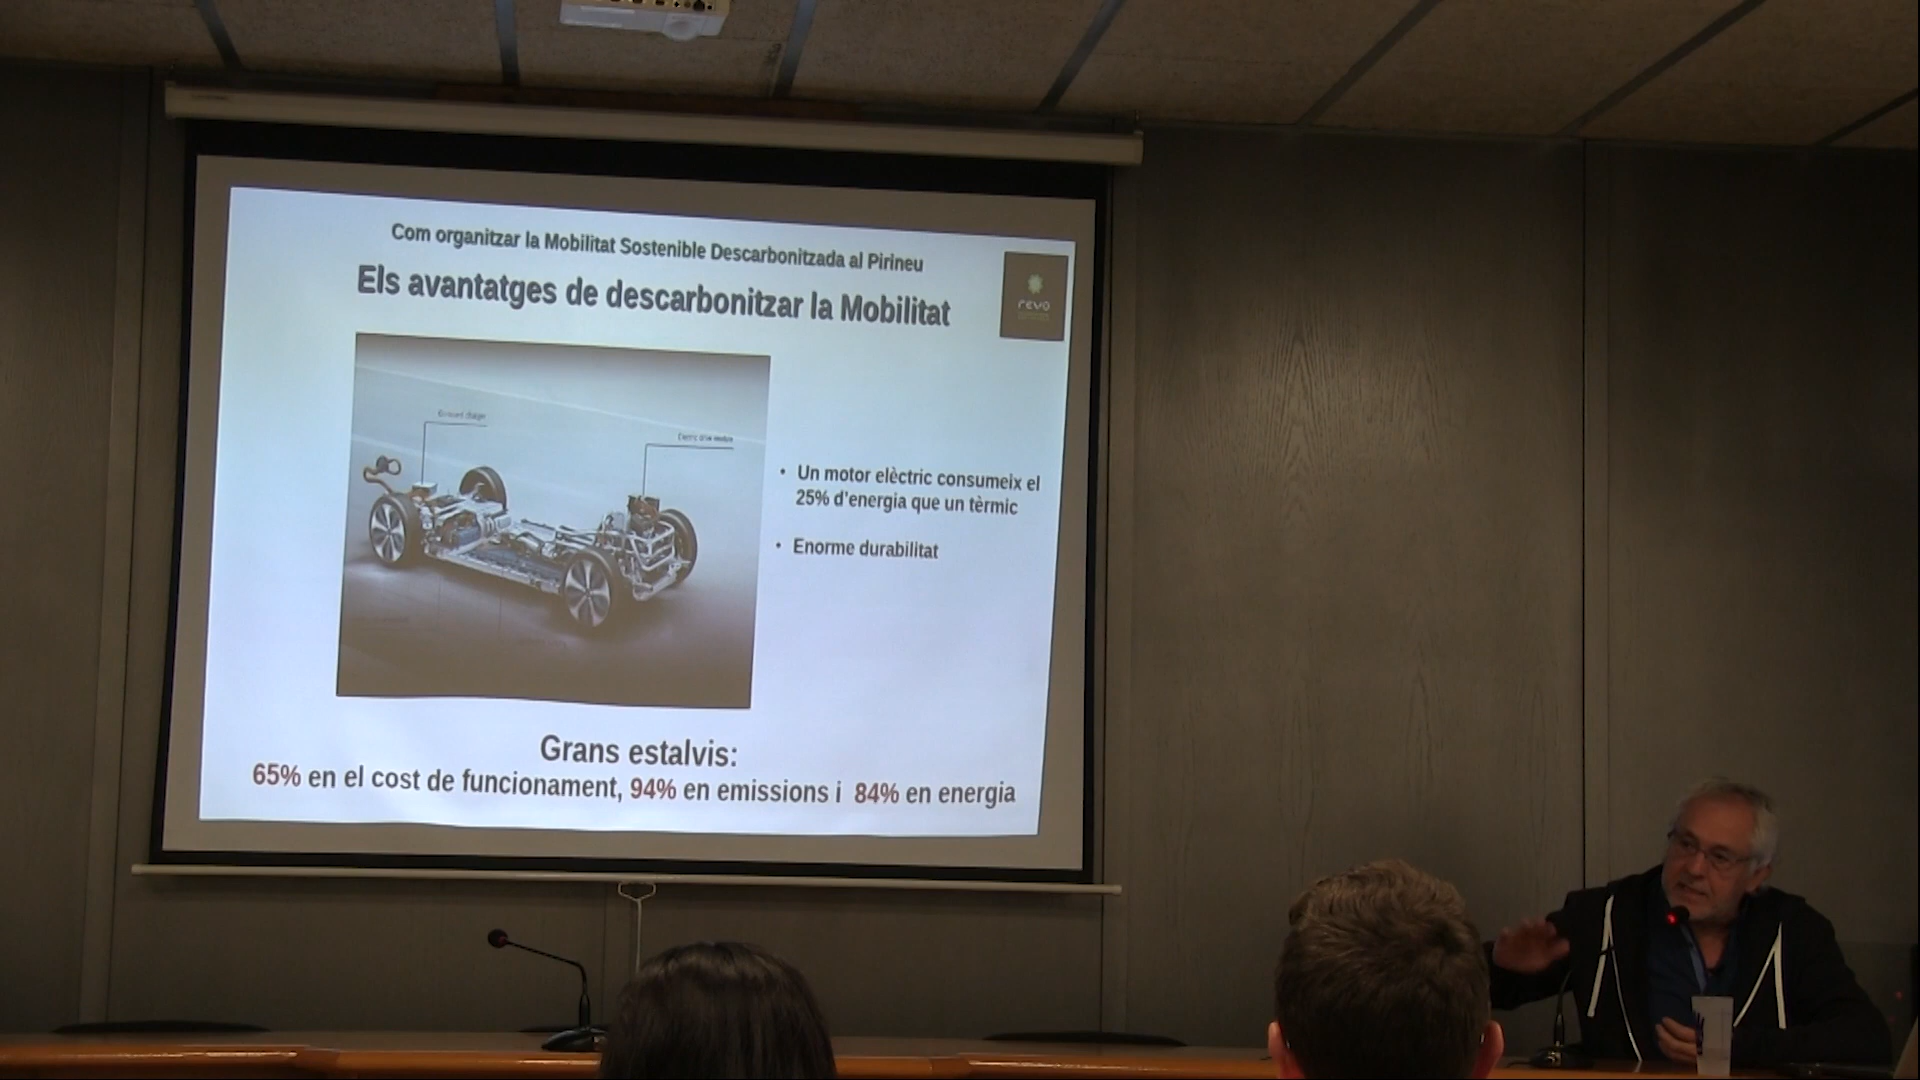 Com organitzar la Mobilitat Sostenible Descarbonitzada al Pirineu
Els avantatges de descarbonitzar la Mobilitat
revo
• Un motor elèctric consumeix el
25% d'energia que un tèrmic
• Enorme durabilitat
Grans estalvis:
65% en el cost de funcionament, 94% en emissions i 84% en energia